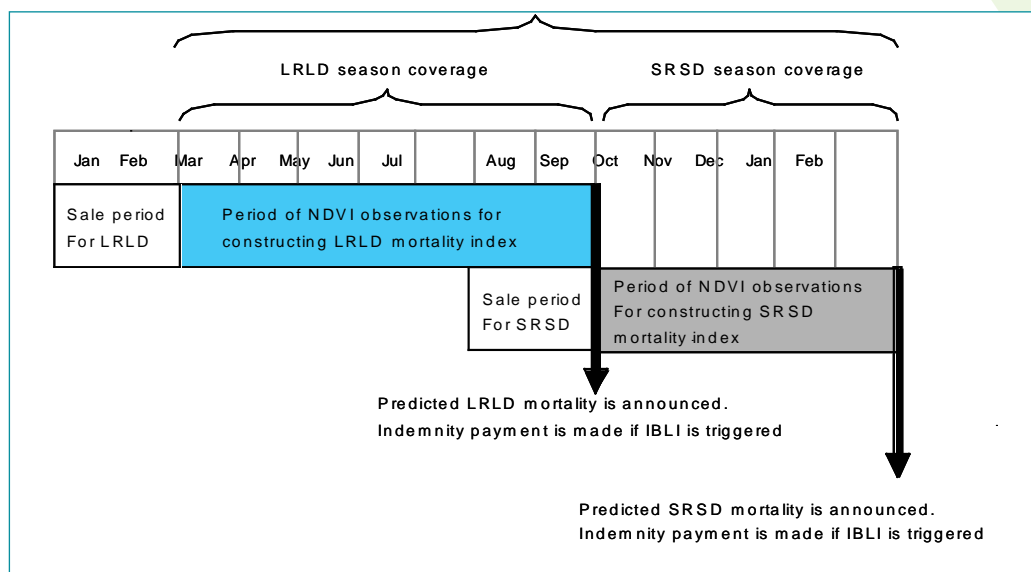 LRLD season coverage SRSD season coverage
Jan Feb Mar Apr May Jun Jul Aug Sep Oct Nov Dec Jan Feb
Sale period
For LRLD
Period of NDVI observations for
constructing LRLD mortality index
Sale period
For SRSD
Period of NDVI observations
For constructing SRSD
mortality index
Predicted LRLD mortality is announced.
Indemnity payment is made if IBLI is triggered
Predicted SRSD mortality is announced.
Indemnity payment is made if IBLI is triggered